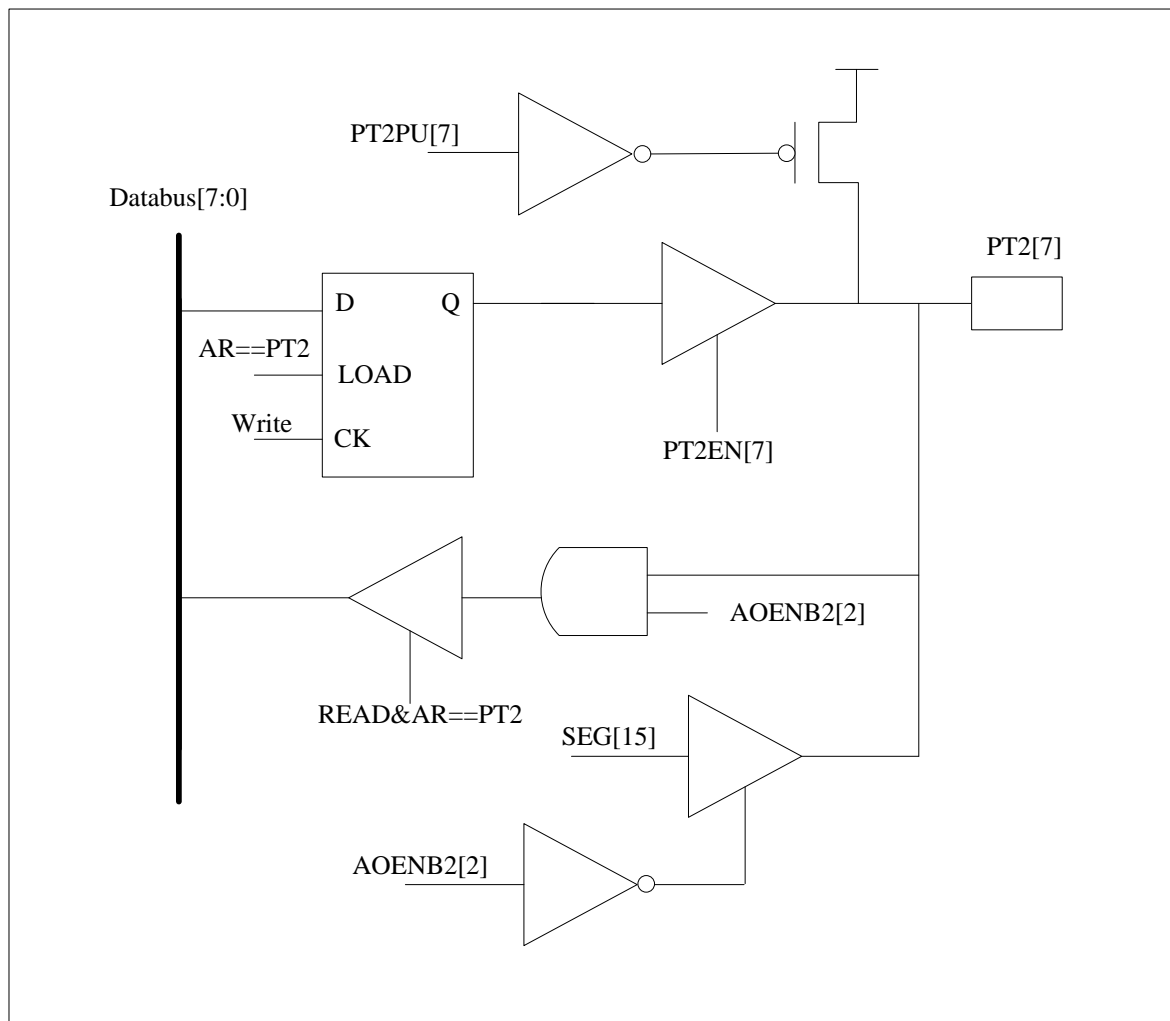 PT2PU[7]
Databus[7:0]
PT2[7]
D
Q
AR==PT2
LOAD
Write
CK
PT2EN[7]
AOENB2[2]
READ&AR==PT2
SEG[15]
AOENB2[2]